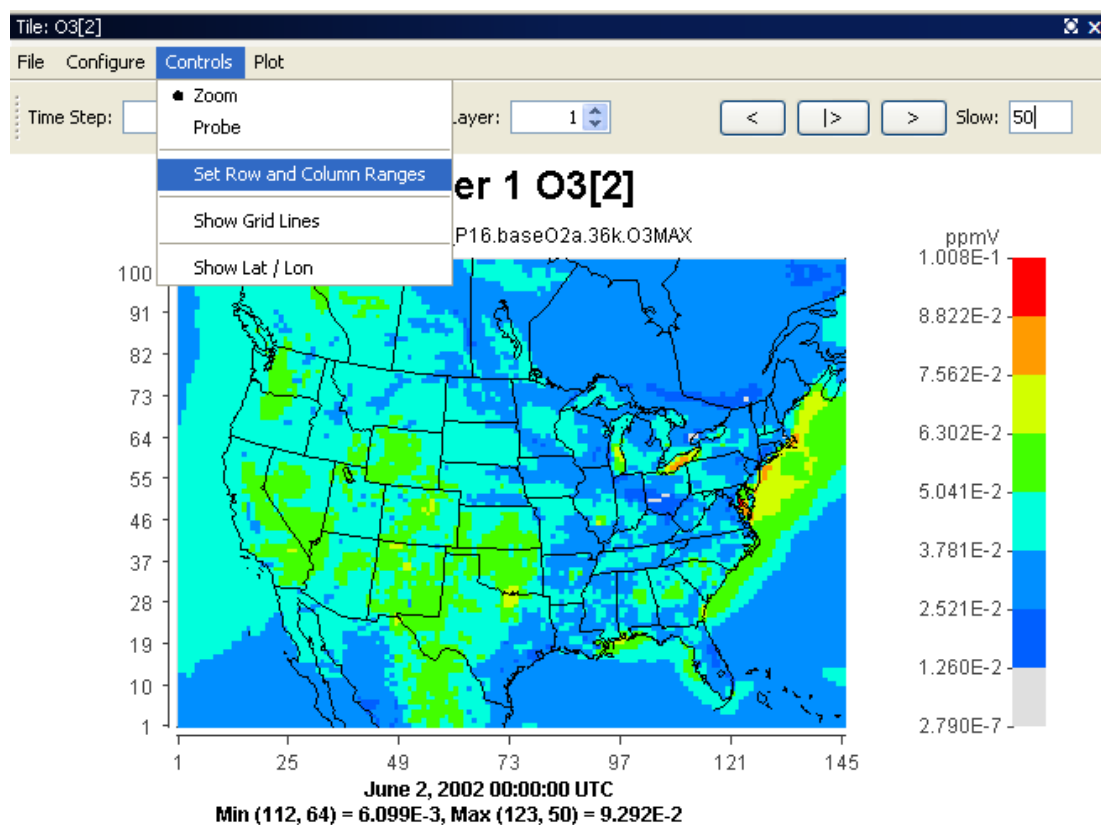 Tile: O3[2]
File Configure Controls Plot
Zoom
Probe
Set Row and Column Ranges
Show Grid Lines
Show Lat / Lon
Time Step: Layer: 1 < |> > Slow: 50
er 1 O3[2]
_P16.baseO2a.36k.O3MAX
ppmV
1.008E-1
8.822E-2
7.562E-2
6.302E-2
5.041E-2
3.781E-2
2.521E-2
1.260E-2
2.790E-7
100
91
82
73
64
55
46
37
28
19
10
1
1 25 49 73 97 121 145
June 2, 2002 00:00:00 UTC
Min (112, 64) = 6.099E-3, Max (123, 50) = 9.292E-2